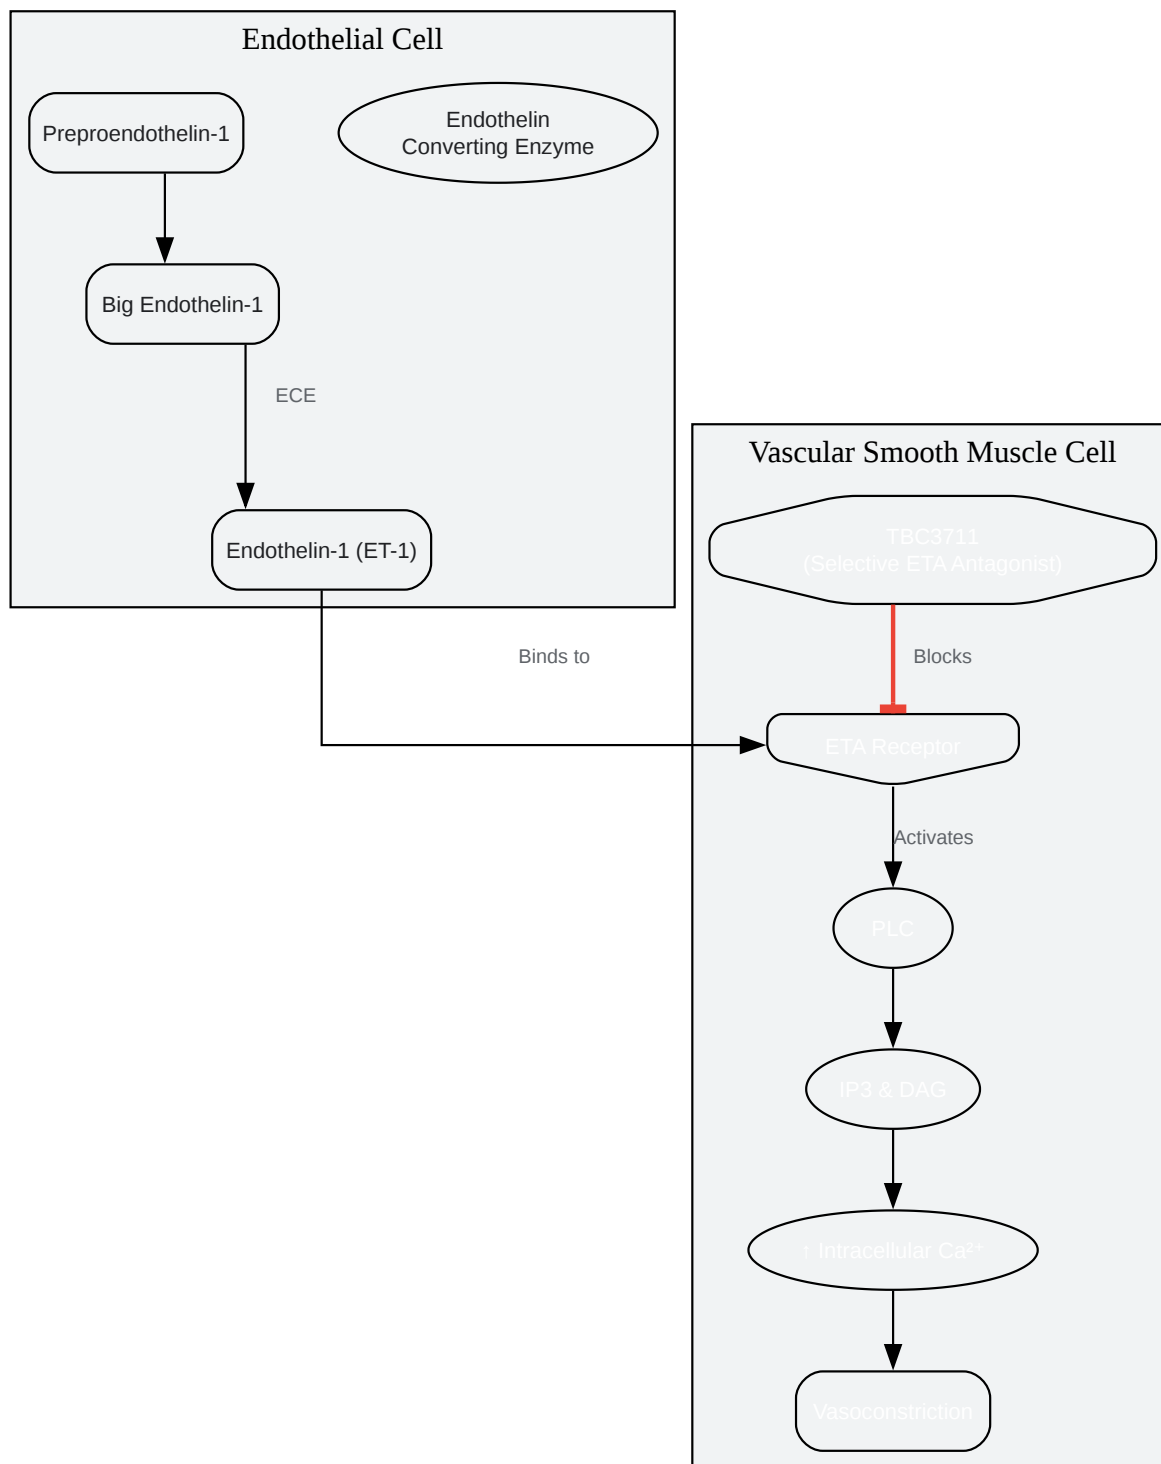 Endothelial Cell
Preproendothelin-1
Endothelin
Converting Enzyme
Big Endothelin-1
ECE
Endothelin-1 (ET-1)
Binds to
Vascular Smooth Muscle Cell
TBC3711
(Selective ETA Antagonist)
Blocks
ETA Receptor
Activates
PLC
IP3 & DAG
↑ Intracellular Ca²⁺
Vasoconstriction